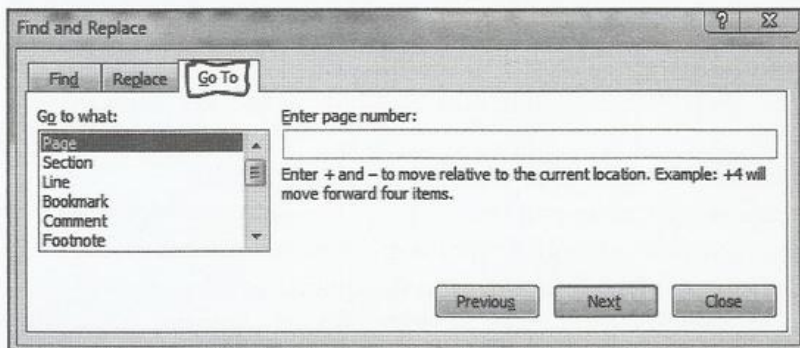 Find and Replace
Find Replace Go To
Go to what:
Page
Section
Line
Bookmark
Comment
Footnote
Enter page number:
Enter + and – to move relative to the current location. Example: +4 will
move forward four items.
Previous Next Close